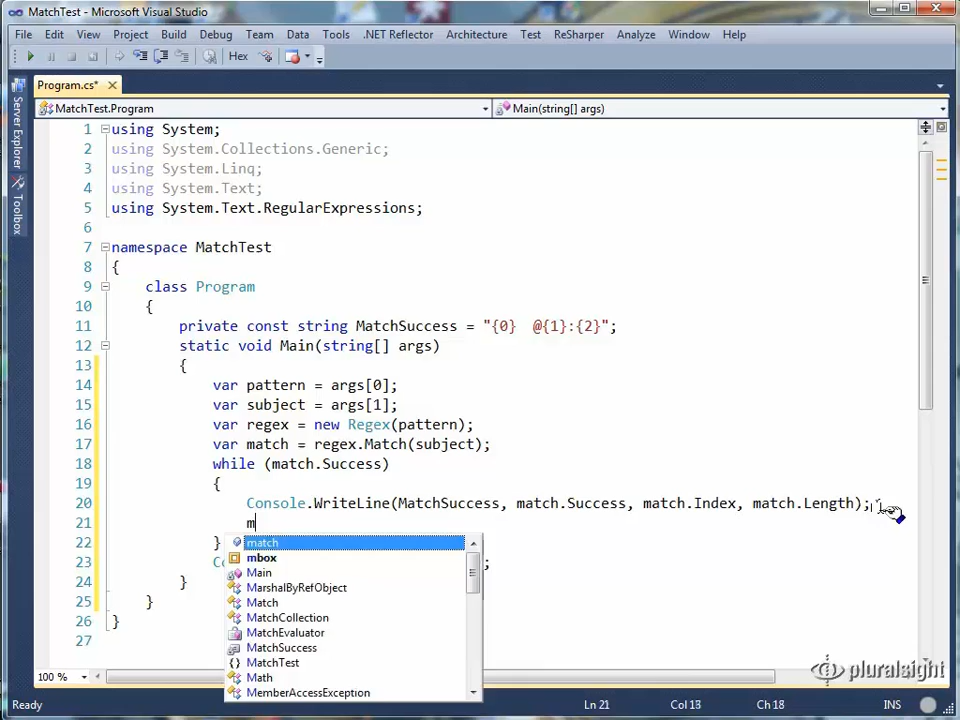 MatchTest - Microsoft Visual Studio
File Edit View Project Build Debug Team Data Tools .NET Reflector Architecture Test ReSharper Analyze Window Help
Hex
Program.cs*
MatchTest.Program Main(string[] args)
Server Explorer
Toolbox
1 using System;
2 using System.Collections.Generic;
3 using System.Linq;
4 using System.Text;
5 using System.Text.RegularExpressions;
6
7 namespace MatchTest
8 {
9 class Program
10 {
11 private const string MatchSuccess = "{0}  @{1}:{2}";
12 static void Main(string[] args)
13 {
14 var pattern = args[0];
15 var subject = args[1];
16 var regex = new Regex(pattern);
17 var match = regex.Match(subject);
18 while (match.Success)
19 {
20 Console.WriteLine(MatchSuccess, match.Success, match.Index, match.Length);
21 m
22 }
23 Co ;
24 }
25 }
26 }
27
match
mbox
Main
MarshalByRefObject
Match
MatchCollection
MatchEvaluator
MatchSuccess
MatchTest
Math
MemberAccessException
100 %
pluralsight
Ready Ln 21 Col 13 Ch 18 INS